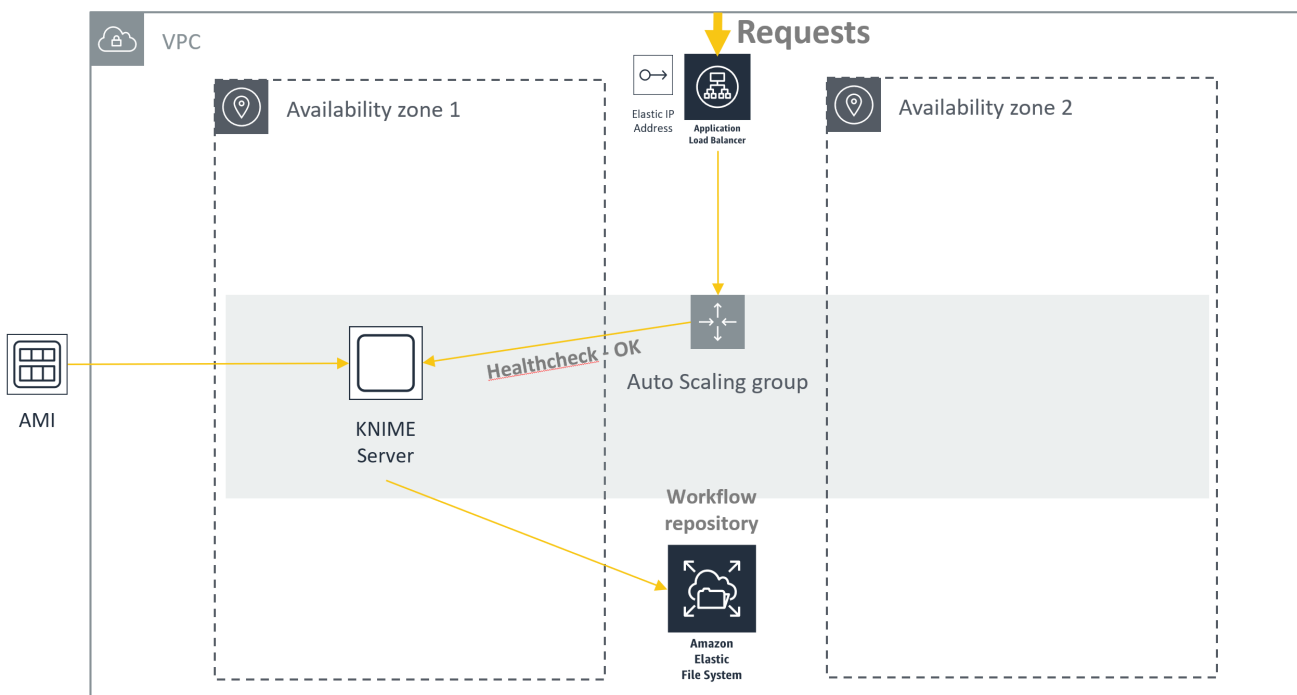 Requests
VPC
Availability zone 1
Elastic IP
Address
Application
Load Balancer
Availability zone 2
Healthcheck - OK
Auto Scaling group
AMI
KNIME
Server
Workflow
repository
Amazon
Elastic
File System